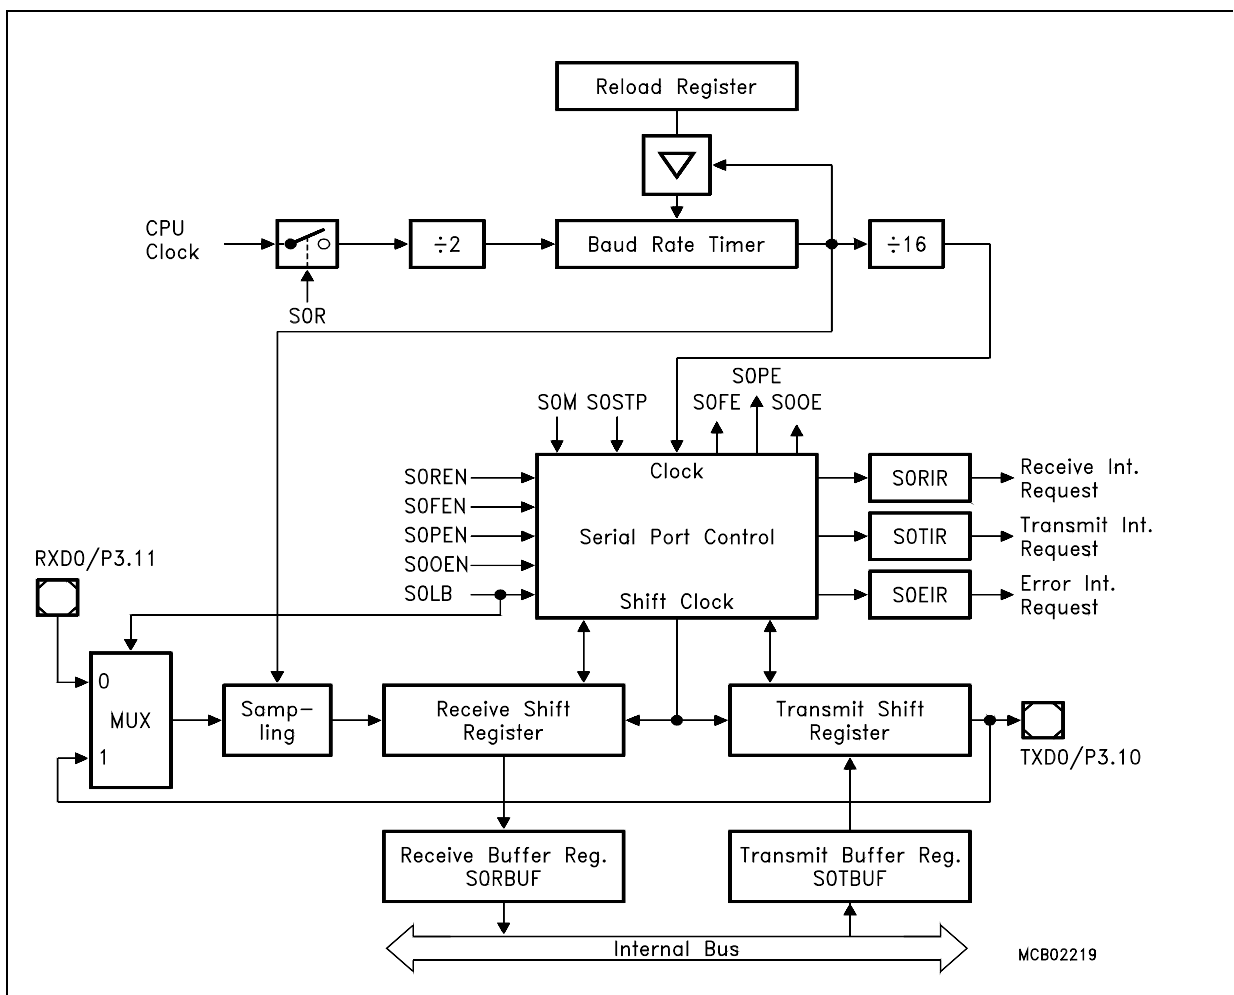 Reload Register
CPU
Clock
÷2
Baud Rate Timer
÷16
S0R
S0PE
S0M
S0STP
S0FE
S0OE
S0REN
S0FEN
S0PEN
S0OEN
S0LB
Clock
Serial Port Control
Shift Clock
S0RIR
S0TIR
S0EIR
Receive Int.
Request
Transmit Int.
Request
Error Int.
Request
RXD0/P3.11
0
MUX
1
Samp-
ling
Receive Shift
Register
Transmit Shift
Register
TXD0/P3.10
Receive Buffer Reg.
S0RBUF
Transmit Buffer Reg.
S0TBUF
Internal Bus
MCB02219